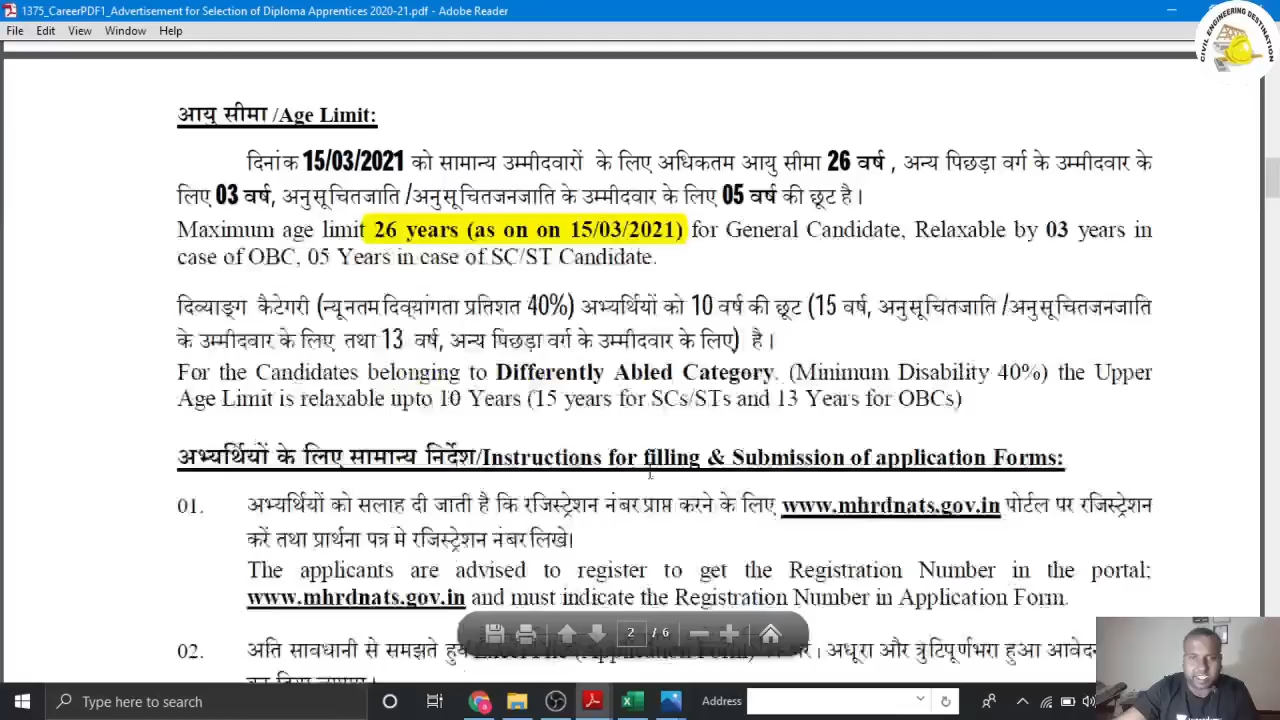 1375_CareerPDF1_Advertisement for Selection of Diploma Apprentices 2020-21.pdf - Adobe Reader
File Edit View Window Help
CIVIL ENGINEERING DESTINATION
आयु सीमा /Age Limit:
दिनांक 15/03/2021 को सामान्य उम्मीदवारों के लिए अधिकतम आयु सीमा 26 वर्ष , अन्य पिछड़ा वर्ग के उम्मीदवार के
लिए 03 वर्ष, अनुसूचितजाति /अनुसूचितजनजाति के उम्मीदवार के लिए 05 वर्ष की छूट है।
Maximum age limit 26 years (as on on 15/03/2021) for General Candidate, Relaxable by 03 years in
case of OBC, 05 Years in case of SC/ST Candidate.
दिव्याङ्ग कैटेगरी (न्यूनतम दिव्यांगता प्रतिशत 40%) अभ्यर्थियों को 10 वर्ष की छूट (15 वर्ष, अनुसूचितजाति /अनुसूचितजनजाति
के उम्मीदवार के लिए तथा 13 वर्ष, अन्य पिछड़ा वर्ग के उम्मीदवार के लिए) है।
For the Candidates belonging to Differently Abled Category. (Minimum Disability 40%) the Upper
Age Limit is relaxable upto 10 Years (15 years for SCs/STs and 13 Years for OBCs)
अभ्यर्थियों के लिए सामान्य निर्देश/Instructions for filling & Submission of application Forms:
01. अभ्यर्थियों को सलाह दी जाती है कि रजिस्ट्रेशन नंबर प्राप्त करने के लिए www.mhrdnats.gov.in पोर्टल पर रजिस्ट्रेशन
करें तथा प्रार्थना पत्र मे रजिस्ट्रेशन नंबर लिखे।
The applicants are advised to register to get the Registration Number in the portal;
www.mhrdnats.gov.in and must indicate the Registration Number in Application Form.
2 / 6
02. अति सावधानी से समझते हुये अधूरा और त्रुटिपूर्णभरा हुआ आवेदन
Type here to search
Address